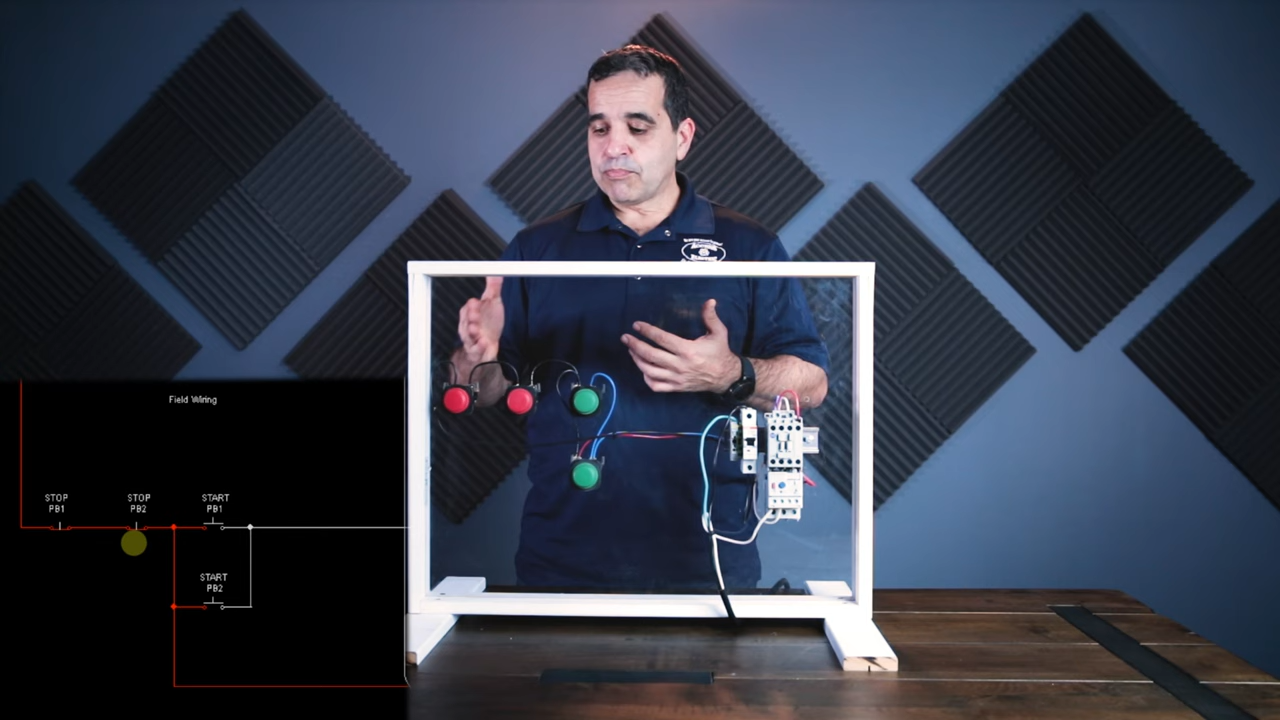 Field Wiring
STOP
PB1
STOP
PB2
START
PB1
START
PB2